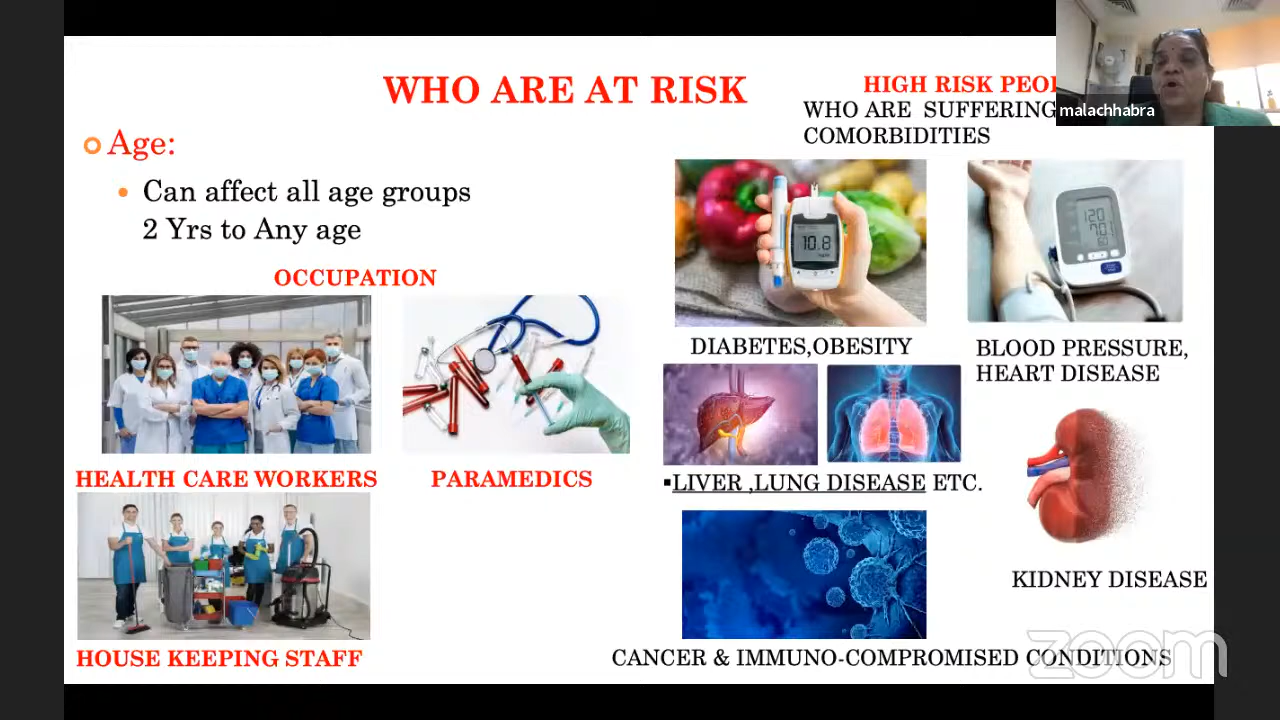 WHO ARE AT RISK
Age:
Can affect all age groups
2 Yrs to Any age
OCCUPATION
HEALTH CARE WORKERS
PARAMEDICS
HOUSE KEEPING STAFF
HIGH RISK
WHO ARE SUFFERING
COMORBIDITIES
malachhabra
10.8
120
DIABETES,OBESITY
BLOOD PRESSURE,
HEART DISEASE
▪LIVER ,LUNG DISEASE ETC.
KIDNEY DISEASE
CANCER & IMMUNO-COMPROMISED CONDITIONS
zoom